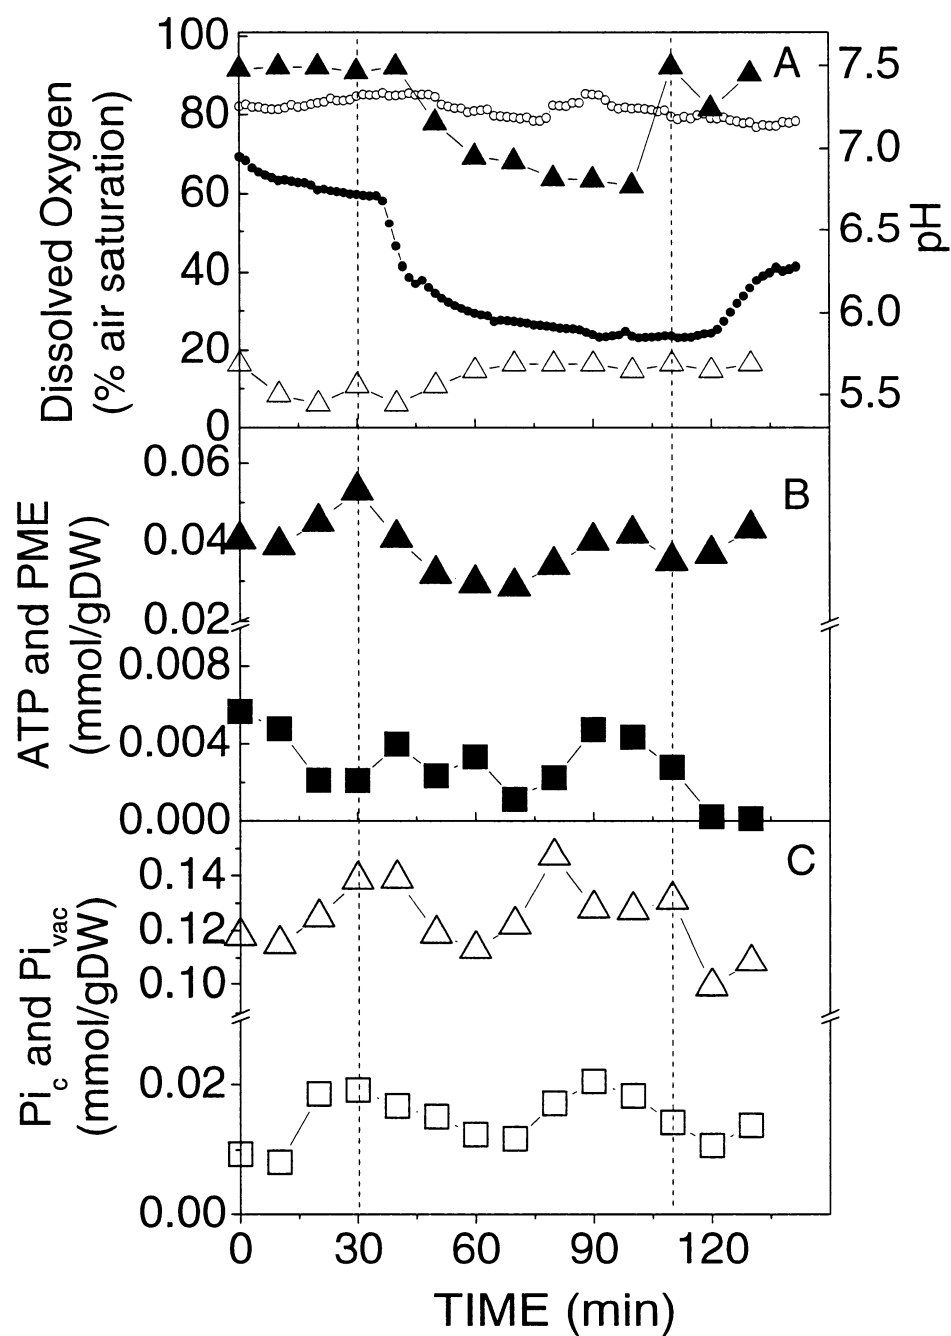 100
80
60
40
20
0
Dissolved Oxygen
(% air saturation)
A
7.5
7.0
6.5
6.0
5.5
pH
0.06
0.04
0.02
0.008
0.004
0.000
ATP and PME
(mmol/gDW)
B
0.14
0.12
0.10
0.02
0.00
Pic and Pivac
(mmol/gDW)
C
0 30 60 90 120
TIME (min)